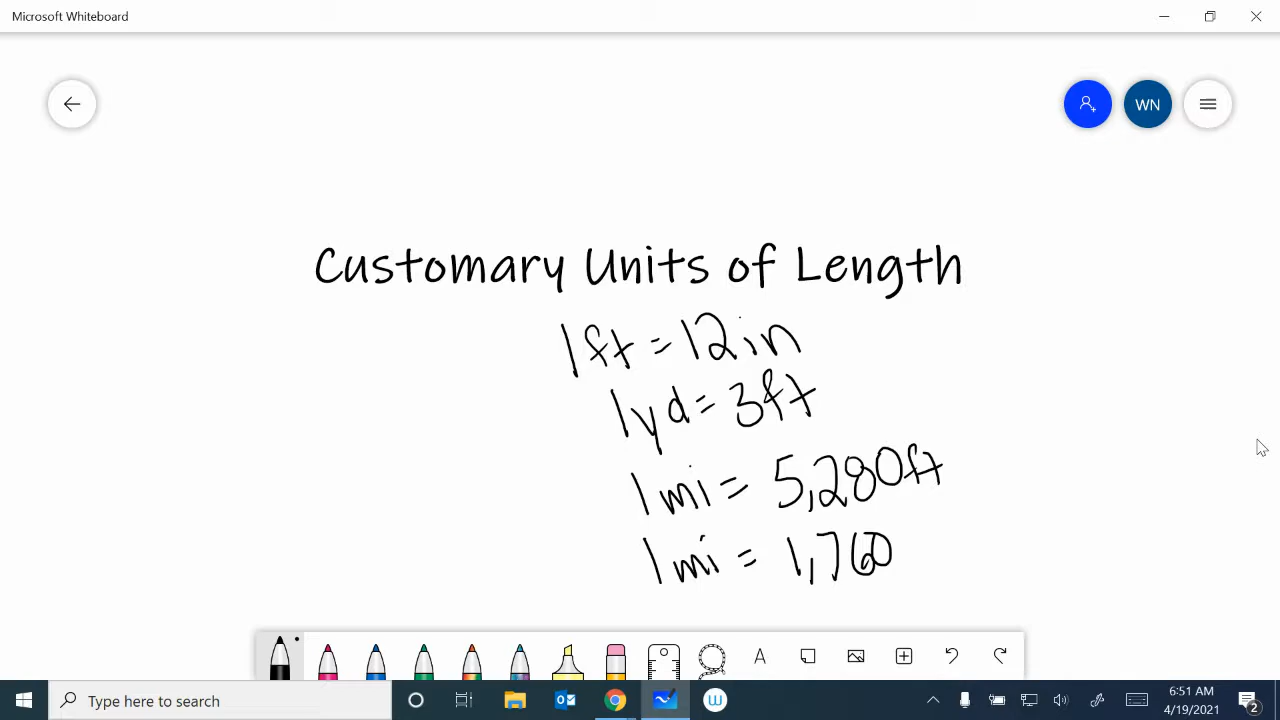 Microsoft Whiteboard
WN
Customary Units of Length
1ft = 12in
1yd = 3ft
1mi = 5,280ft
1mi = 1,760
A
Type here to search
W
6:51 AM
4/19/2021
2